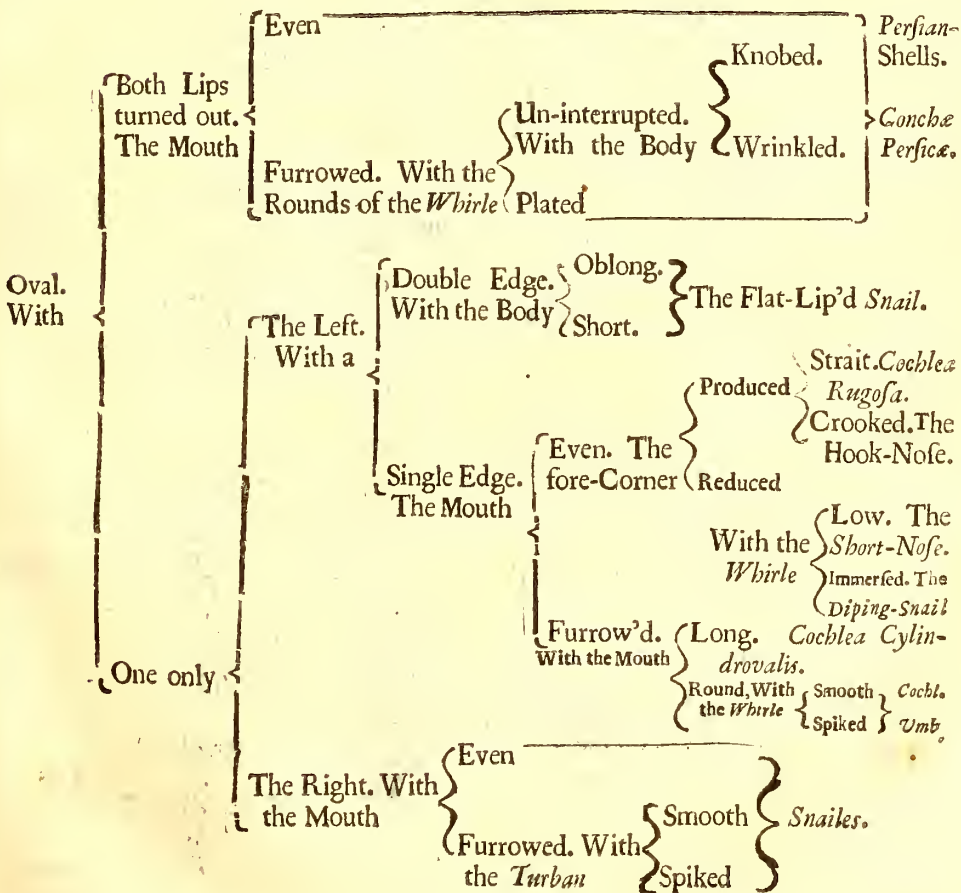 Even
Perſian-
Shells.
Knobed.
Both Lips
turned out.
The Mouth
Un-interrupted.
With the Body
Conchæ
Perſicæ.
Wrinkled.
Furrowed. With the
Rounds of the Whirle
Plated
Oval.
With
Double Edge.
With the Body
Oblong.
Short.
The Flat-Lip'd Snail.
The Left.
With a
Strait. Cochlea
Rugoſa.
Produced
Crooked. The
Hook-Noſe.
Even. The
fore-Corner
Reduced
Single Edge.
The Mouth
Low. The
Short-Noſe.
With the
Whirle
Immerſed. The
Diping-Snail
Furrow'd.
With the Mouth
Long. Cochlea Cylin-
drovalis.
One only
Round, With
the Whirle
Smooth
Spiked
Cochl.
Vmb.
Even
The Right. With
the Mouth
Smooth
Snailes.
Furrowed. With
the Turban
Spiked